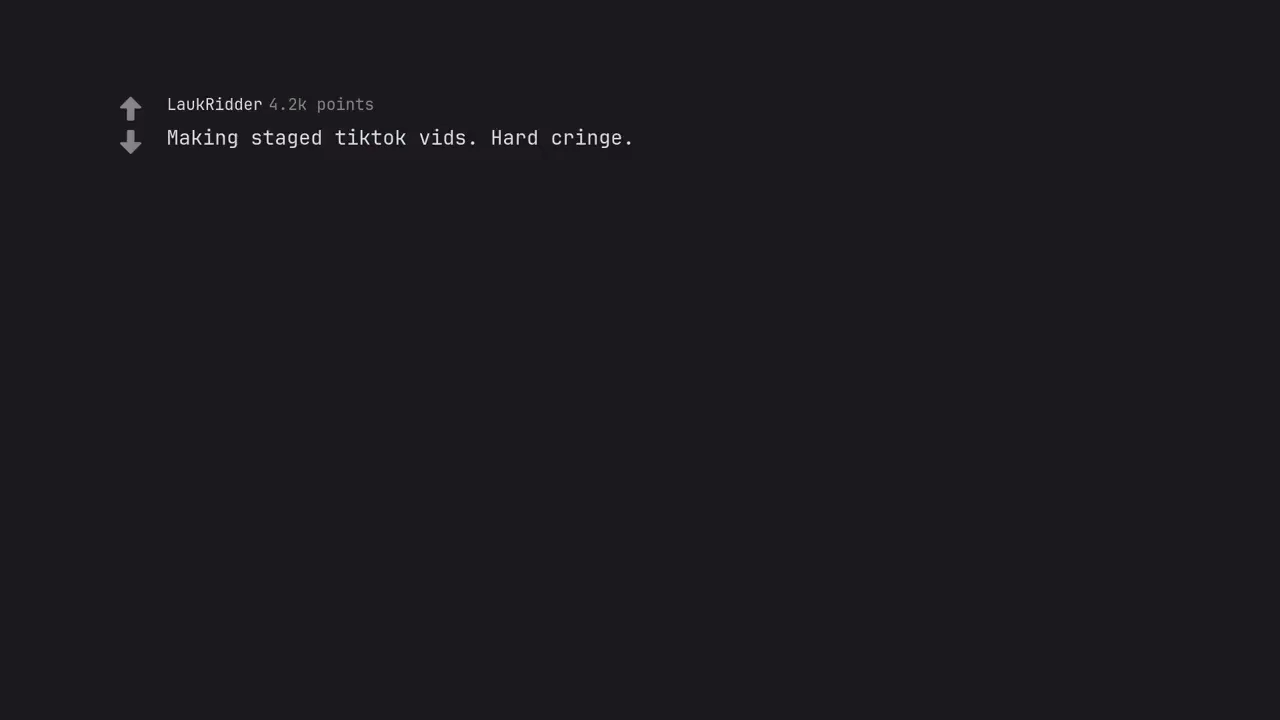 LaukRidder 4.2k points
Making staged tiktok vids. Hard cringe.